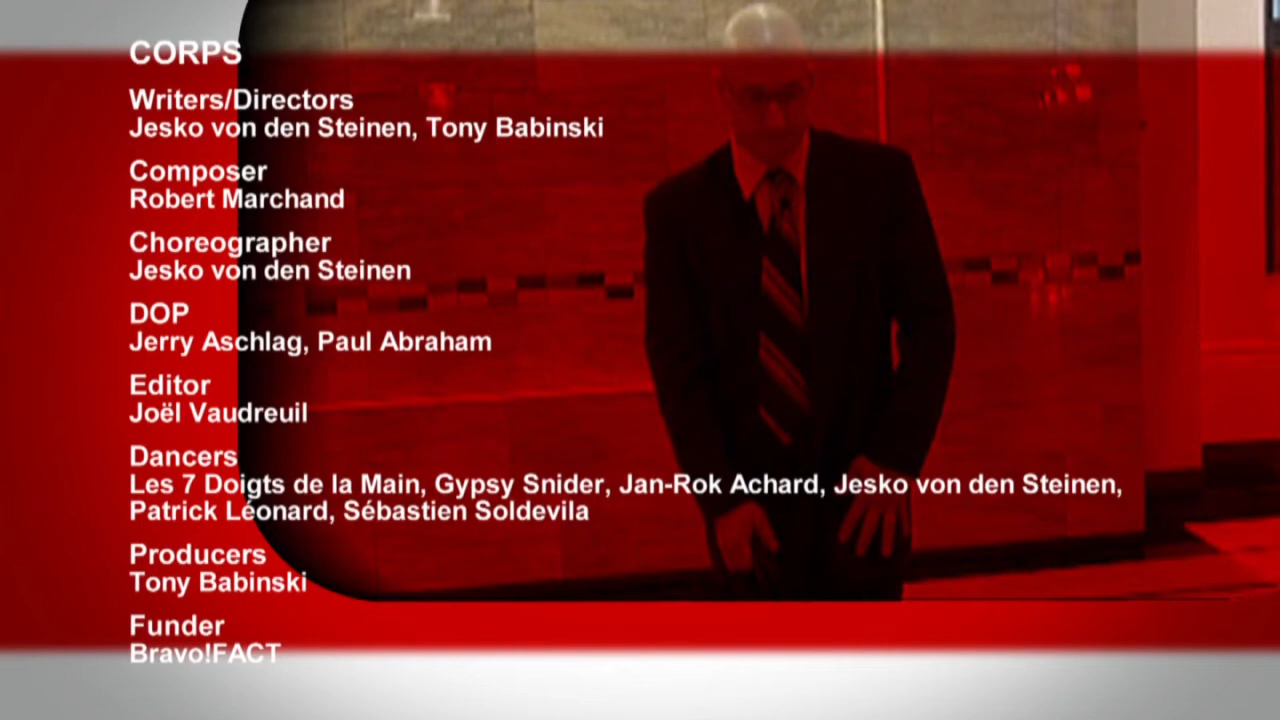 CORPS
Writers/Directors
Jesko von den Steinen, Tony Babinski
Composer
Robert Marchand
Choreographer
Jesko von den Steinen
DOP
Jerry Aschlag, Paul Abraham
Editor
Joël Vaudreuil
Dancers
Les 7 Doigts de la Main, Gypsy Snider, Jan-Rok Achard, Jesko von den Steinen,
Patrick Léonard, Sébastien Soldevila
Producers
Tony Babinski
Funder
Bravo!FACT